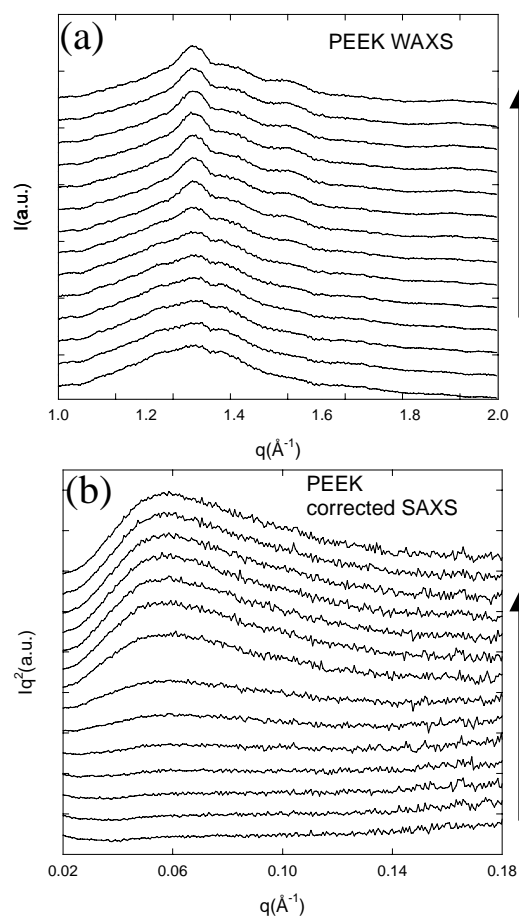 (a)
PEEK WAXS
I(a.u.)
1.0 1.2 1.4 1.6 1.8 2.0
q(Å⁻¹)
(b)
PEEK
corrected SAXS
Iq²(a.u.)
0.02 0.06 0.10 0.14 0.18
q(Å⁻¹)